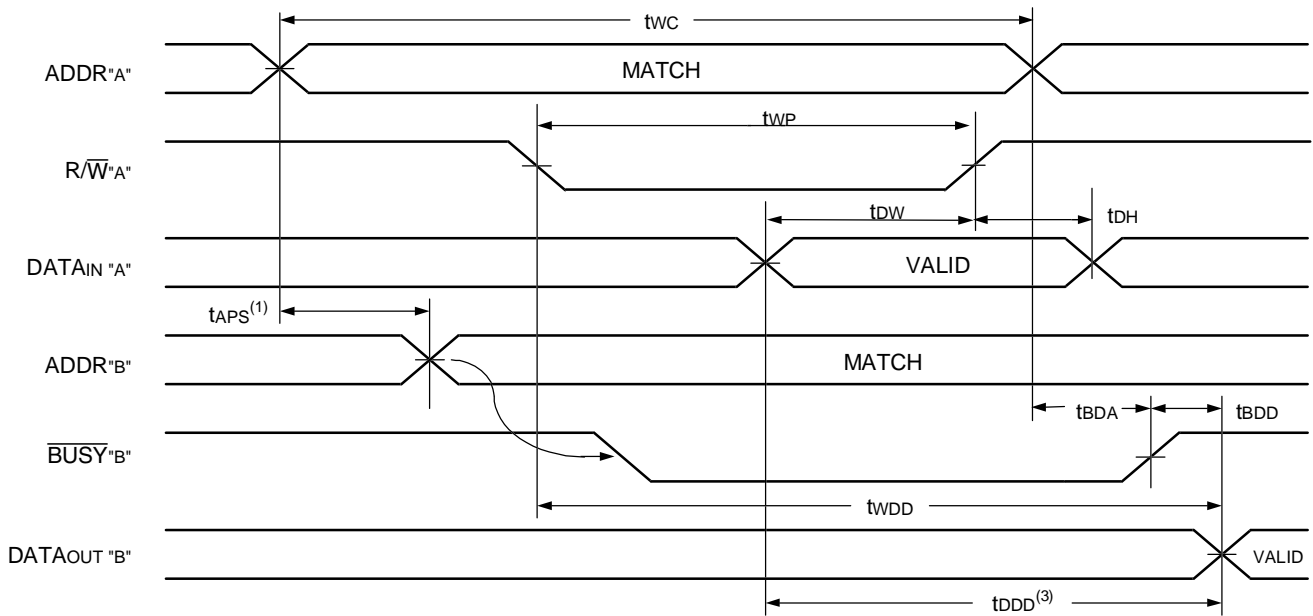 tWC
ADDR"A"
MATCH
tWP
R/W̅"A"
tDW
tDH
DATAIN "A"
VALID
tAPS(1)
ADDR"B"
MATCH
tBDA
tBDD
B̅U̅S̅Y̅"B"
tWDD
DATAOUT "B"
VALID
tDDD(3)